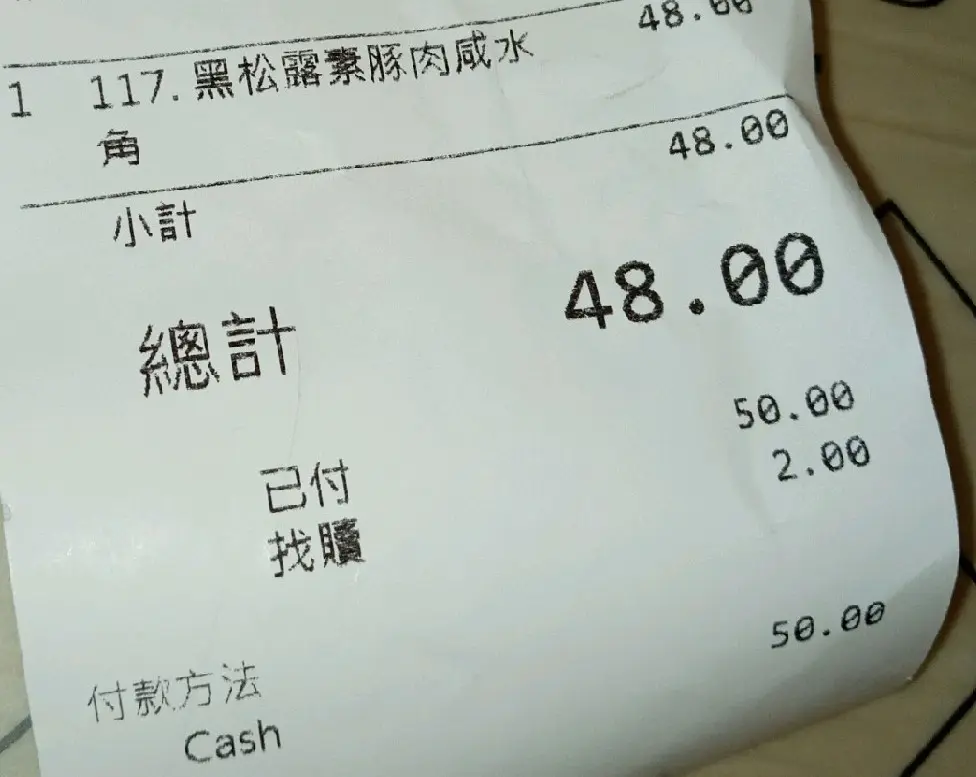 1 117. 黑松露素豚肉咸水 48.00
角
小計 48.00
總計 48.00
已付 50.00
找贖 2.00
付款方法
Cash 50.00